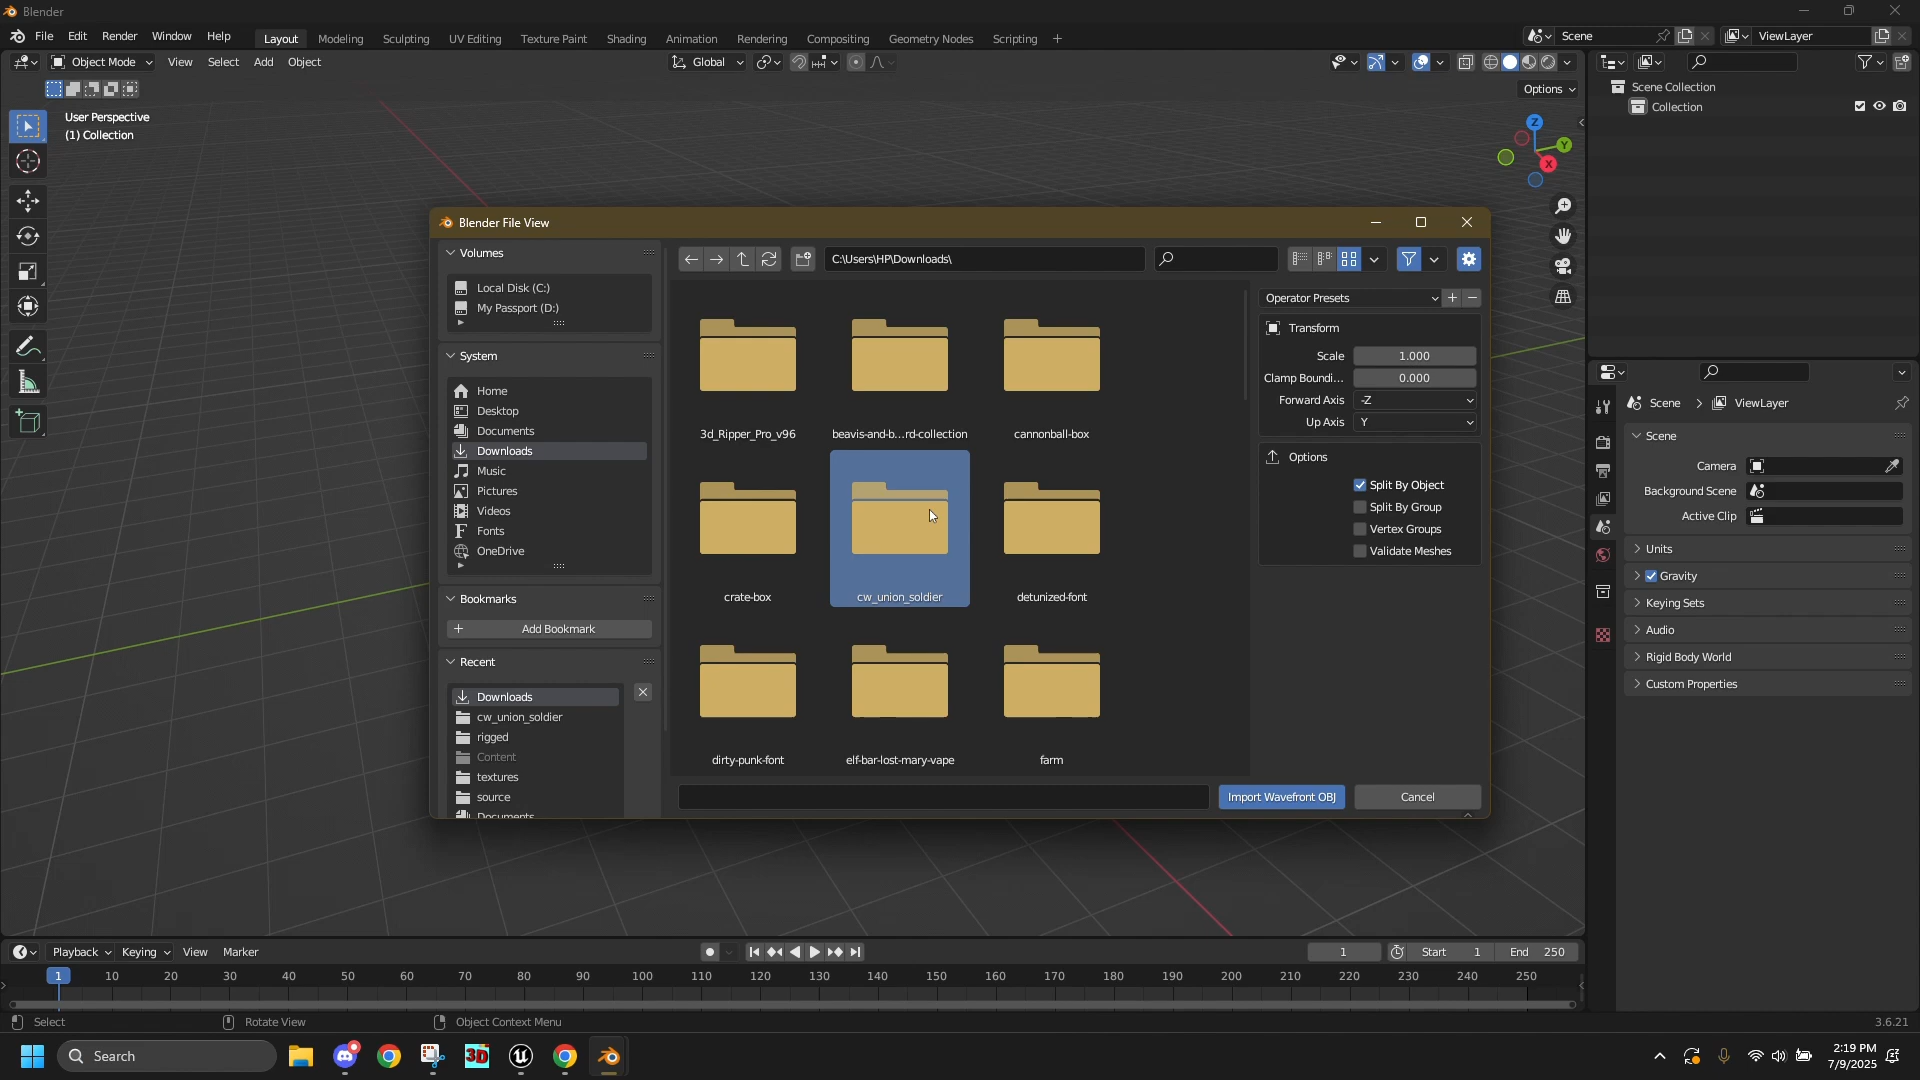 Blender
File Edit Render Window Help Layout Modeling Sculpting UV Editing Texture Paint Shading Animation Rendering Compositing Geometry Nodes Scripting + Scene ViewLayer
Object Mode View Select Add Object Global
Options
User Perspective
(1) Collection
Z
Y
X
Scene Collection
Collection
Blender File View
Volumes
Local Disk (C:)
My Passport (D:)
System
Home
Desktop
Documents
Downloads
Music
Pictures
Videos
Fonts
OneDrive
Bookmarks
Add Bookmark
Recent
Downloads
cw_union_soldier
rigged
Content
textures
source
Documents
C:\Users\HP\Downloads\
3d_Ripper_Pro_v96 beavis-and-b...rd-collection cannonball-box
crate-box cw_union_soldier detunized-font
dirty-punk-font elf-bar-lost-mary-vape farm
Operator Presets
Transform
Scale 1.000
Clamp Boundi... 0.000
Forward Axis -Z
Up Axis Y
Options
Split By Object
Split By Group
Vertex Groups
Validate Meshes
Import Wavefront OBJ Cancel
Scene > ViewLayer
Scene
Camera
Background Scene
Active Clip
Units
Gravity
Keying Sets
Audio
Rigid Body World
Custom Properties
Playback Keying View Marker 1 Start 1 End 250
1 10 20 30 40 50 60 70 80 90 100 110 120 130 140 150 160 170 180 190 200 210 220 230 240 250
Select Rotate View Object Context Menu 3.6.21
Search 3D
2:19 PM
7/9/2025